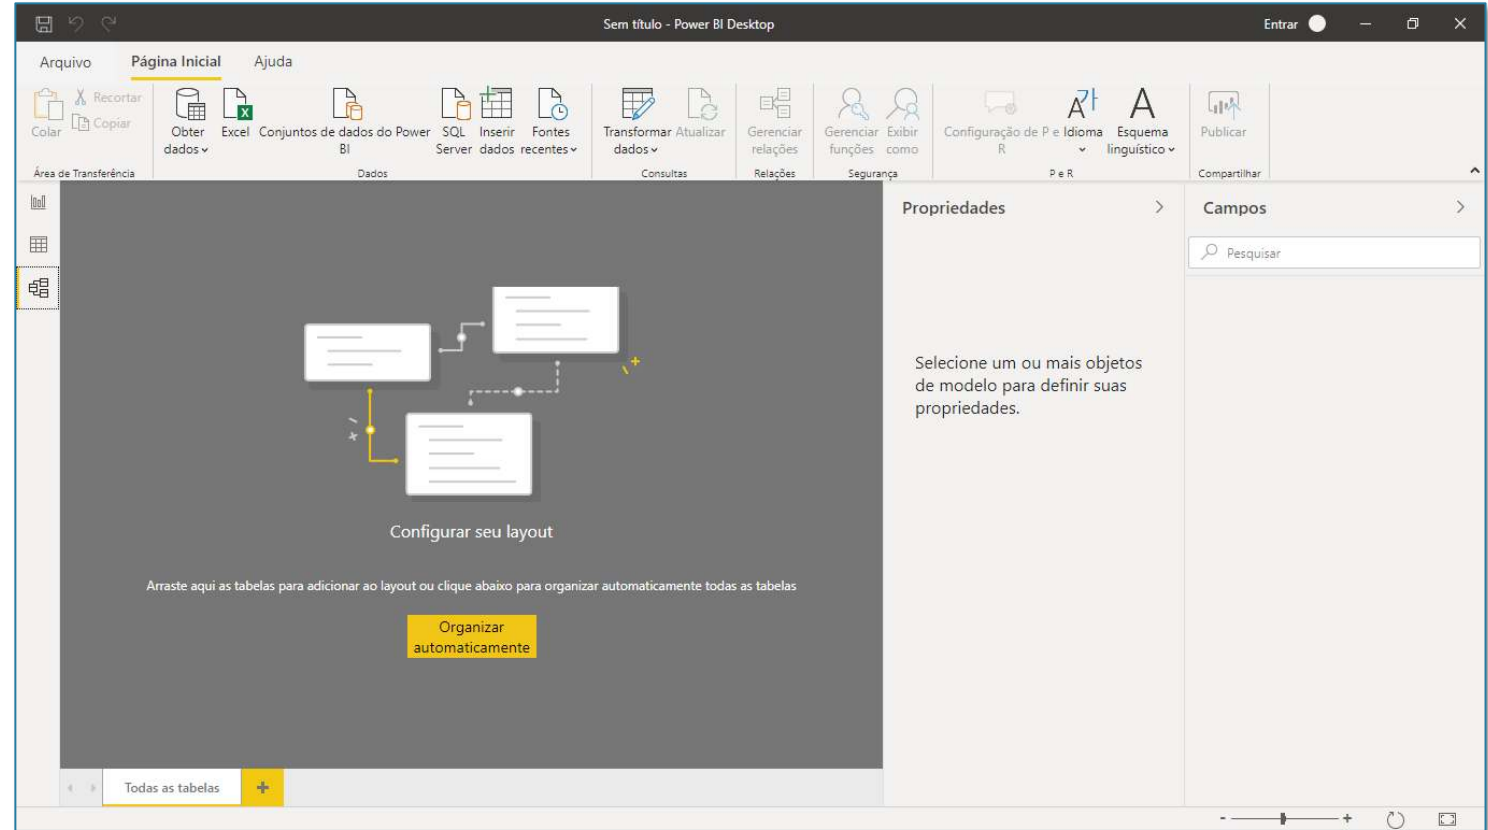 Sem título - Power BI Desktop
Entrar
Arquivo
Página Inicial
Ajuda
Colar
Recortar
Copiar
Obter
dados
Excel
Conjuntos de dados do Power
BI
SQL
Server
Inserir
dados
Fontes
recentes
Transformar
dados
Atualizar
Gerenciar
relações
Gerenciar
funções
Exibir
como
Configuração de P e
R
Idioma
Esquema
linguístico
Publicar
Área de Transferência
Dados
Consultas
Relações
Segurança
P e R
Compartilhar
Propriedades
Campos
Pesquisar
Selecione um ou mais objetos
de modelo para definir suas
propriedades.
Configurar seu layout
Arraste aqui as tabelas para adicionar ao layout ou clique abaixo para organizar automaticamente todas as tabelas
Organizar
automaticamente
Todas as tabelas